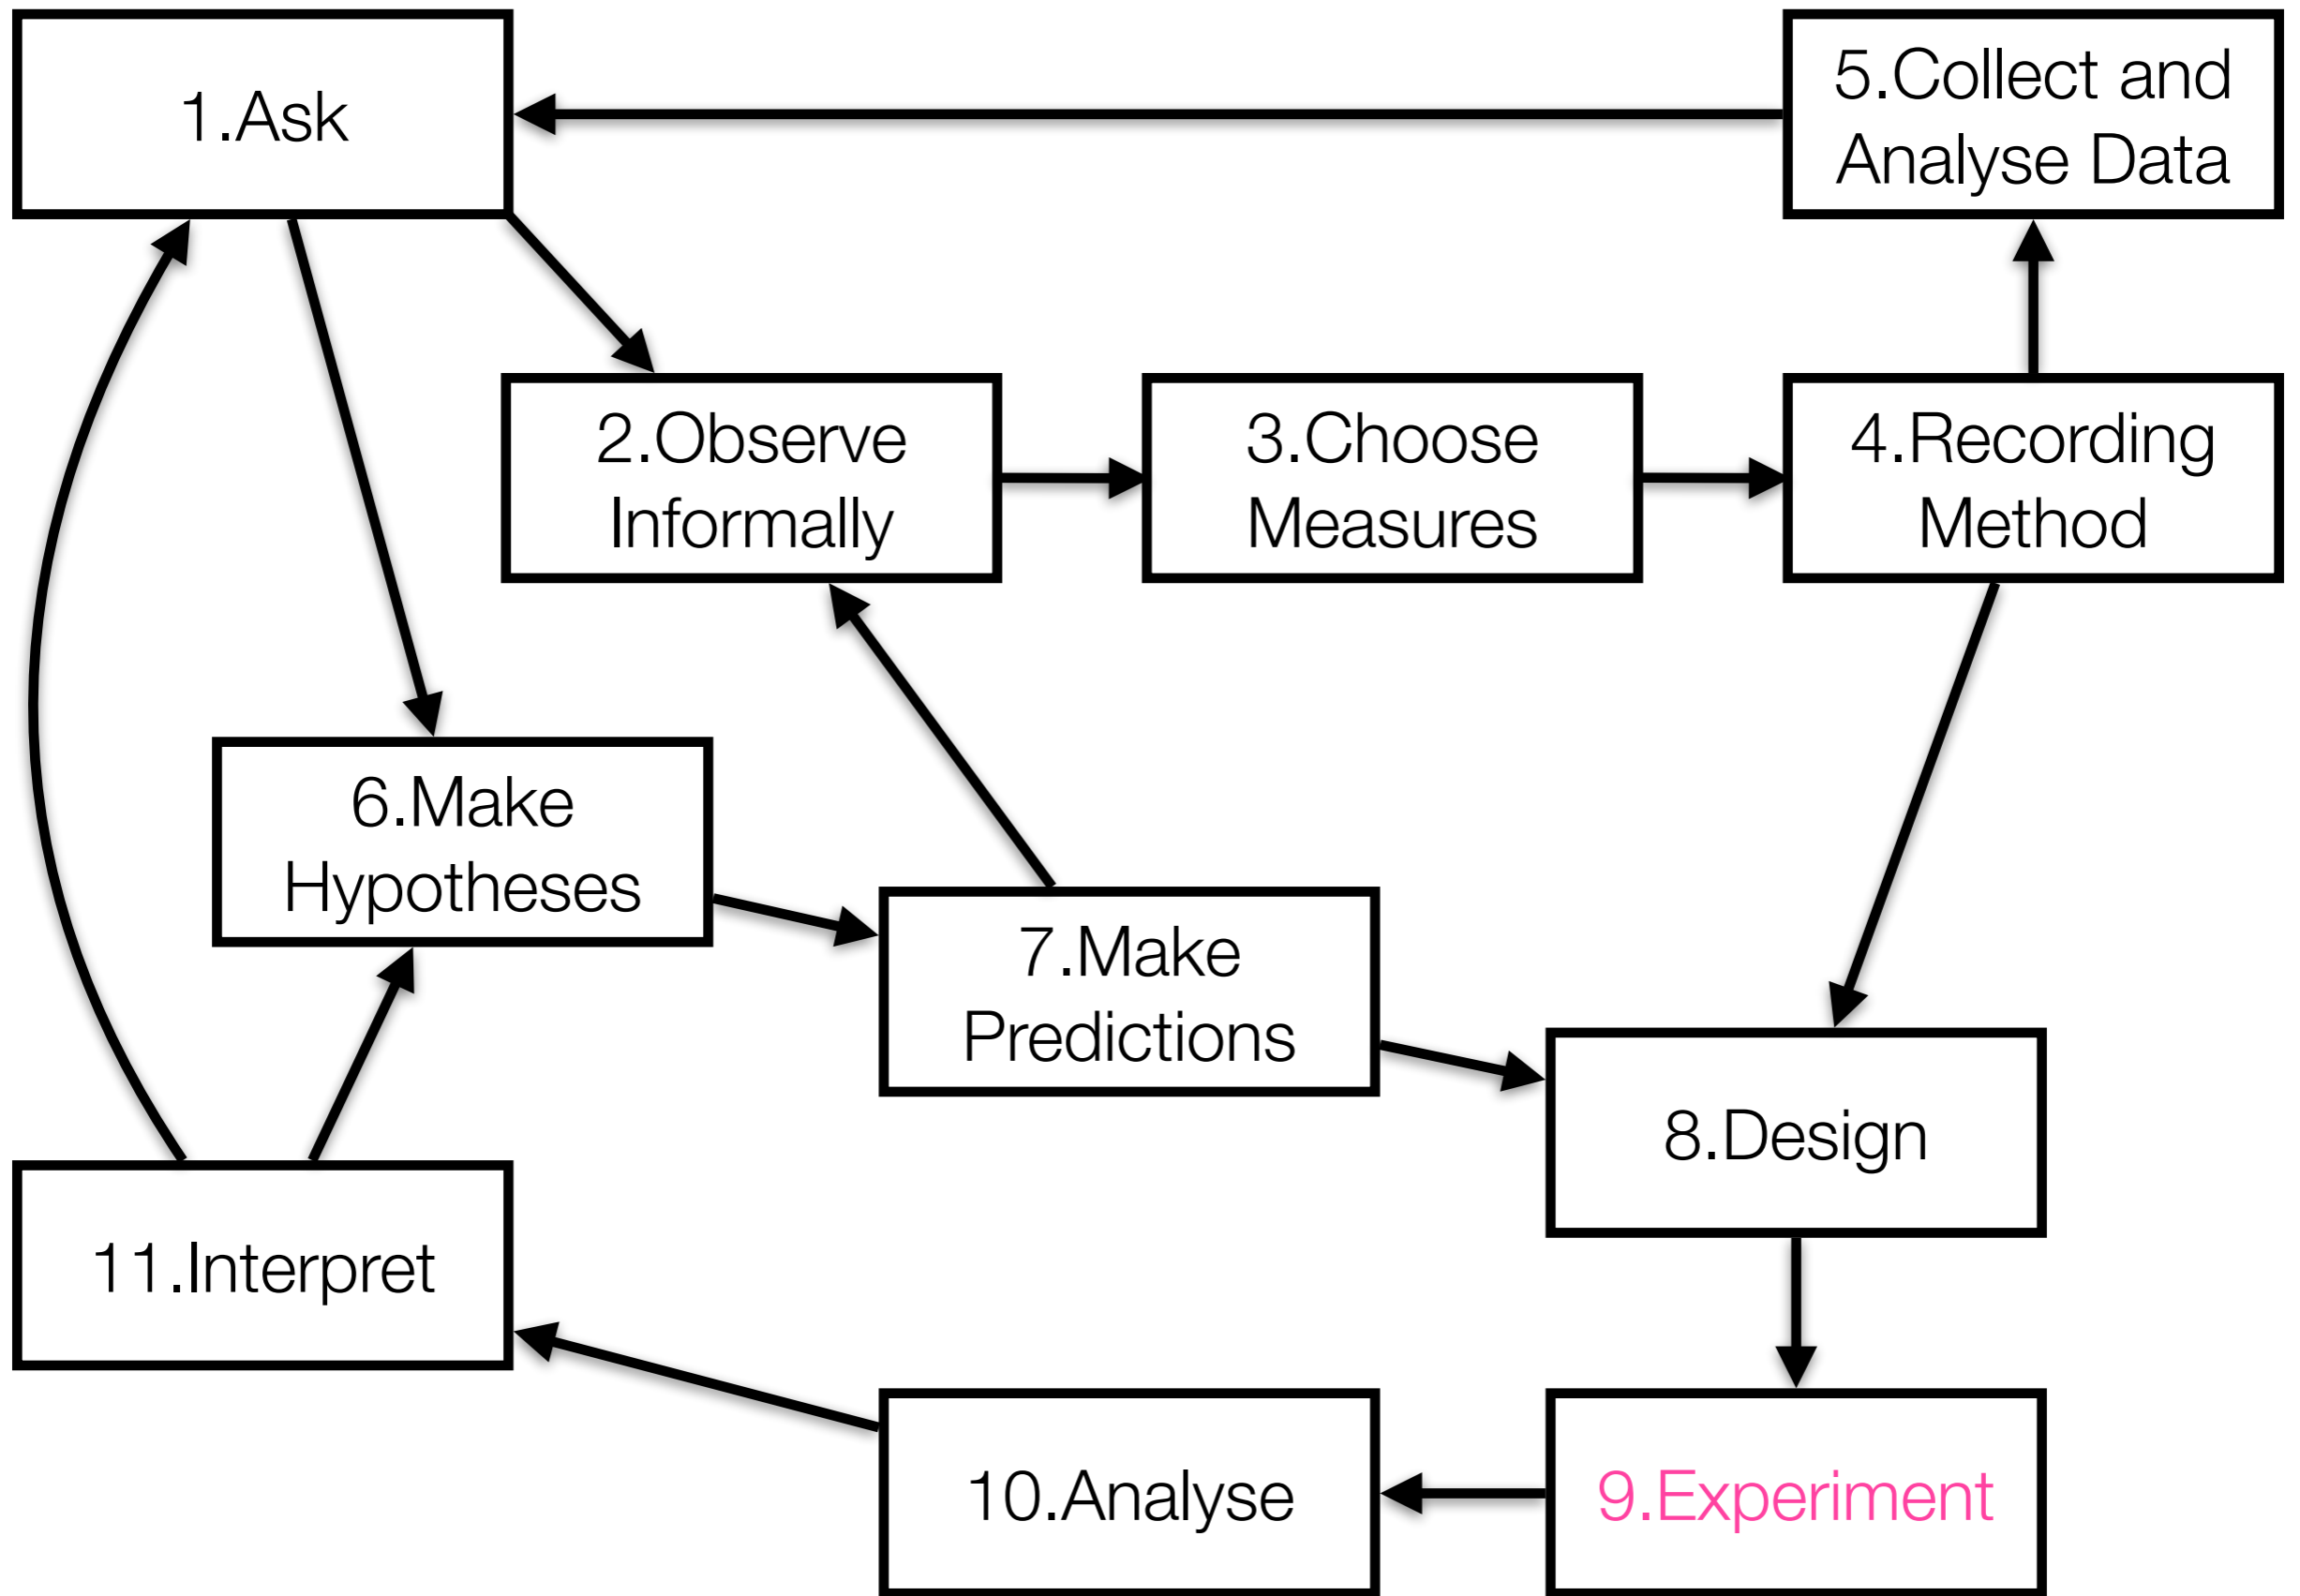 1.Ask
5.Collect and
Analyse Data
2.Observe
Informally
3.Choose
Measures
4.Recording
Method
6.Make
Hypotheses
7.Make
Predictions
8.Design
11.Interpret
10.Analyse
9.Experiment